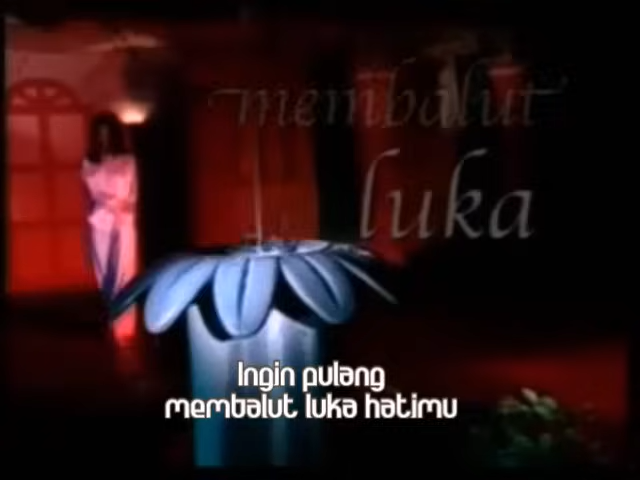 membalut
luka
Ingin pulang
membalut luka hatimu